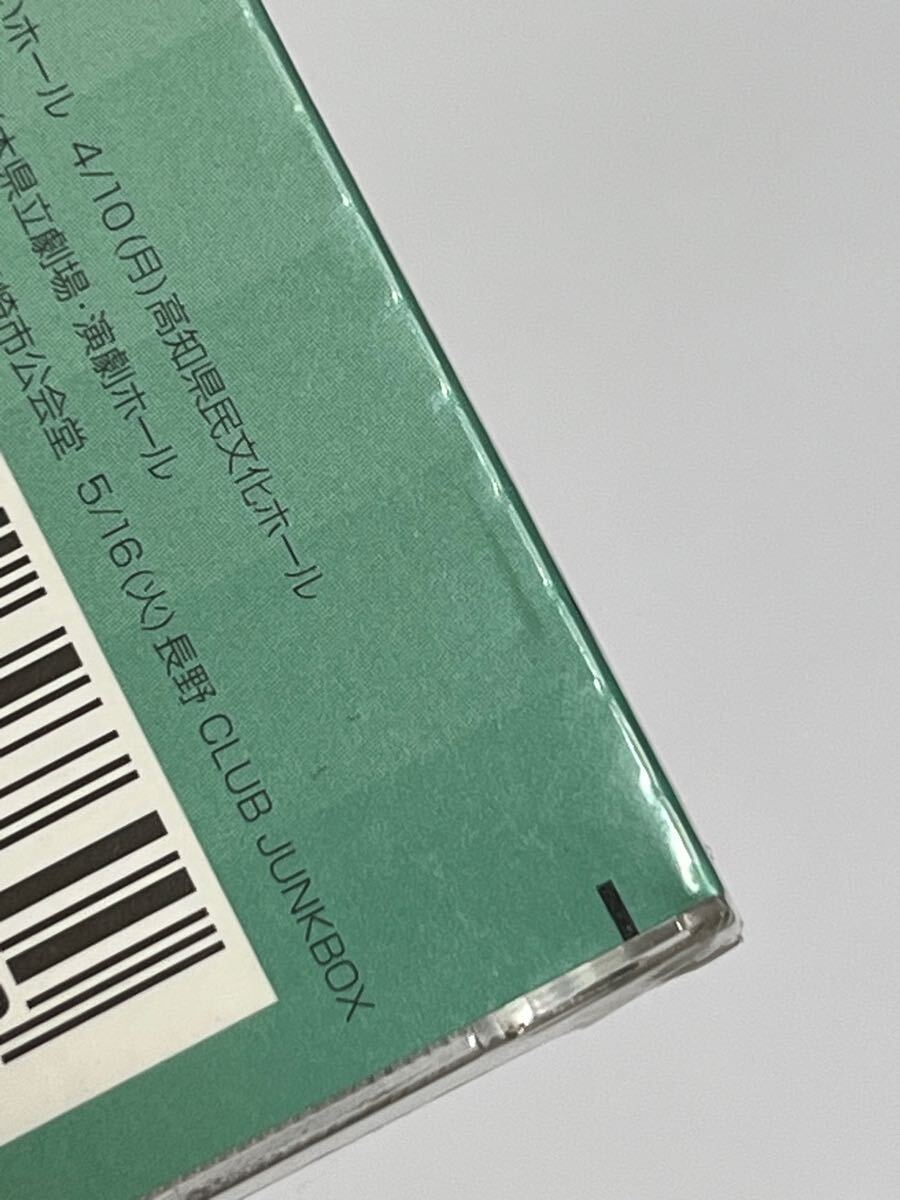 ホール 4/10(月)高知県民文化ホール
県立劇場・演劇ホール
崎市公会堂 5/16(火)長野 CLUB JUNKBOX